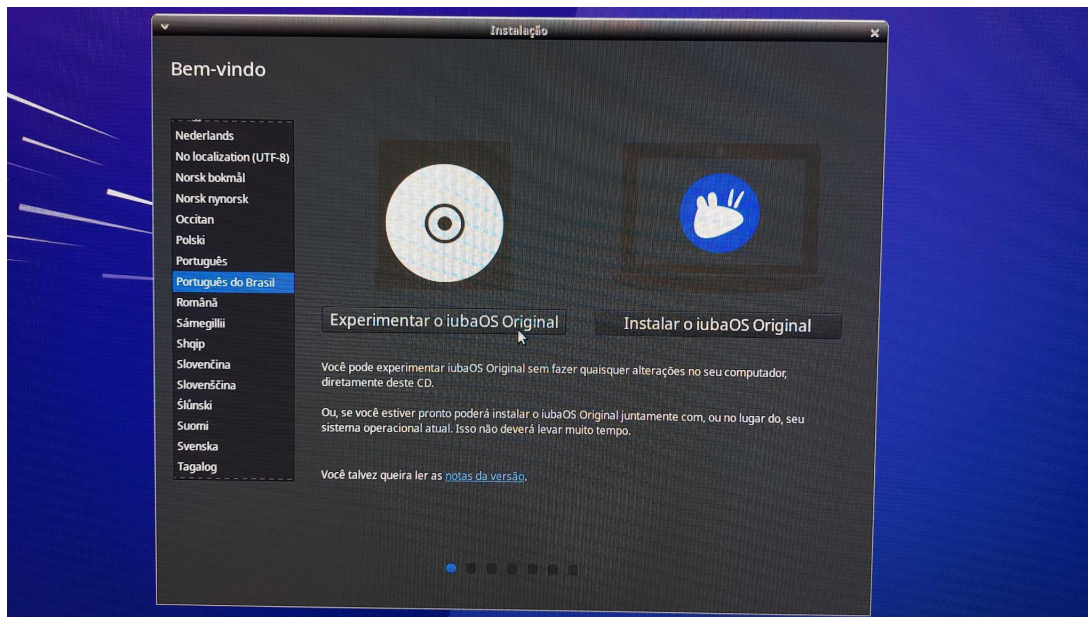 Instalação
Bem-vindo
Nederlands
No localization (UTF-8)
Norsk bokmål
Norsk nynorsk
Occitan
Polski
Português
Português do Brasil
Română
Sámegillii
Shqip
Slovenčina
Slovenščina
Ślůnski
Suomi
Svenska
Tagalog
Experimentar o iubaOS Original
Instalar o iubaOS Original
Você pode experimentar iubaOS Original sem fazer quaisquer alterações no seu computador,
diretamente deste CD.
Ou, se você estiver pronto poderá instalar o iubaOS Original juntamente com, ou no lugar do, seu
sistema operacional atual. Isso não deverá levar muito tempo.
Você talvez queira ler as notas da versão.